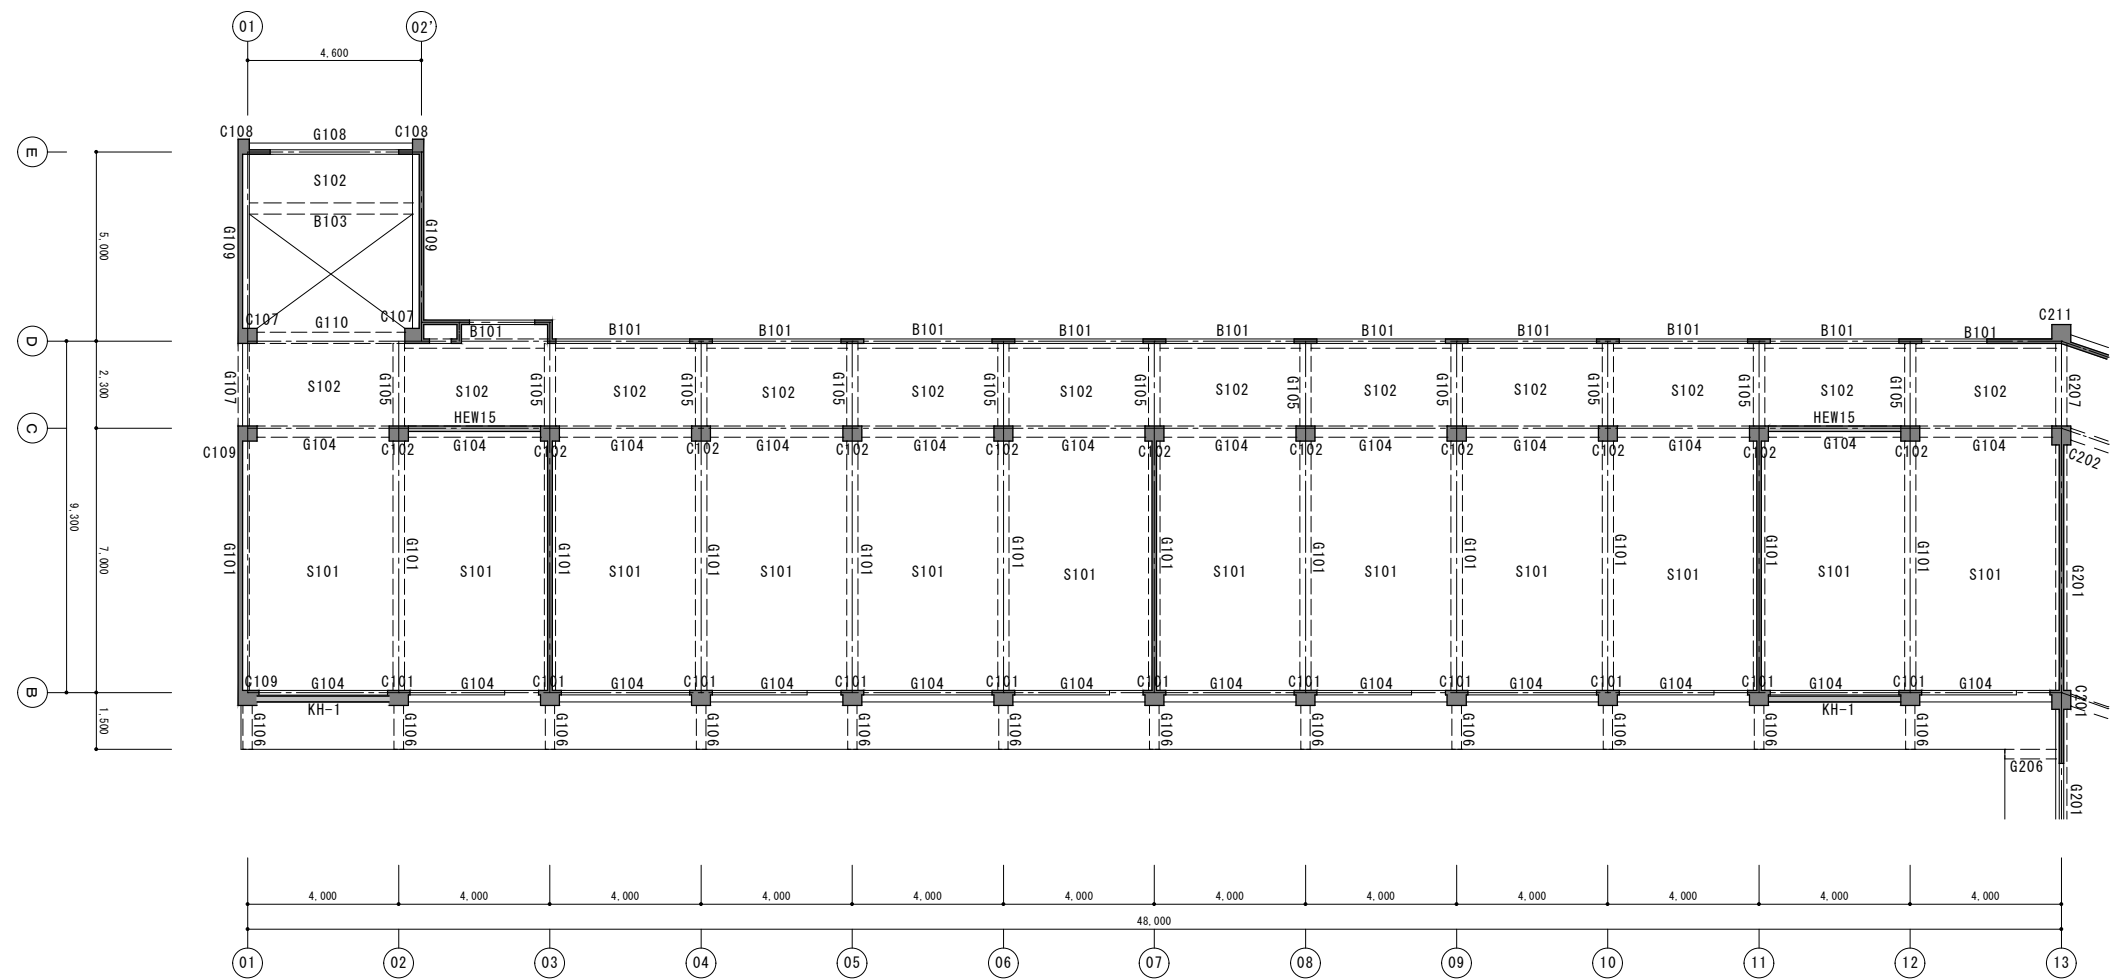 01 02'
4,600
C108 G108 C108
E
S102
B103
G109 G109
5,000
C107 G110 C107
B101 B101 B101 B101 B101 B101 B101 B101 B101 B101 B101
C211
D
2,300
G107 S102 G105 S102 G105 S102 G105 S102 G105 S102 G105 S102 G105 S102 G105 S102 G105 S102 G105 S102 G105 S102 G105 S102 G207
HEW15 HEW15
C
C109 G104 C102 G104 C102 G104 C102 G104 C102 G104 C102 G104 C102 G104 C102 G104 C102 G104 C102 G104 C102 G104 C102 G104 C202
9,300
7,000
G101 S101 G101 S101 G101 S101 G101 S101 G101 S101 G101 S101 G101 S101 G101 S101 G101 S101 G101 S101 G101 S101 G101 S101 G201
B
C109 G104 C101 G104 C101 G104 C101 G104 C101 G104 C101 G104 C101 G104 C101 G104 C101 G104 C101 G104 C101 G104 C101 G104 C201
KH-1 KH-1
1,500
G106 G106 G106 G106 G106 G106 G106 G106 G106 G106 G106 G106
G206
G201
4,000 4,000 4,000 4,000 4,000 4,000 4,000 4,000 4,000 4,000 4,000 4,000
48,000
01 02 03 04 05 06 07 08 09 10 11 12 13